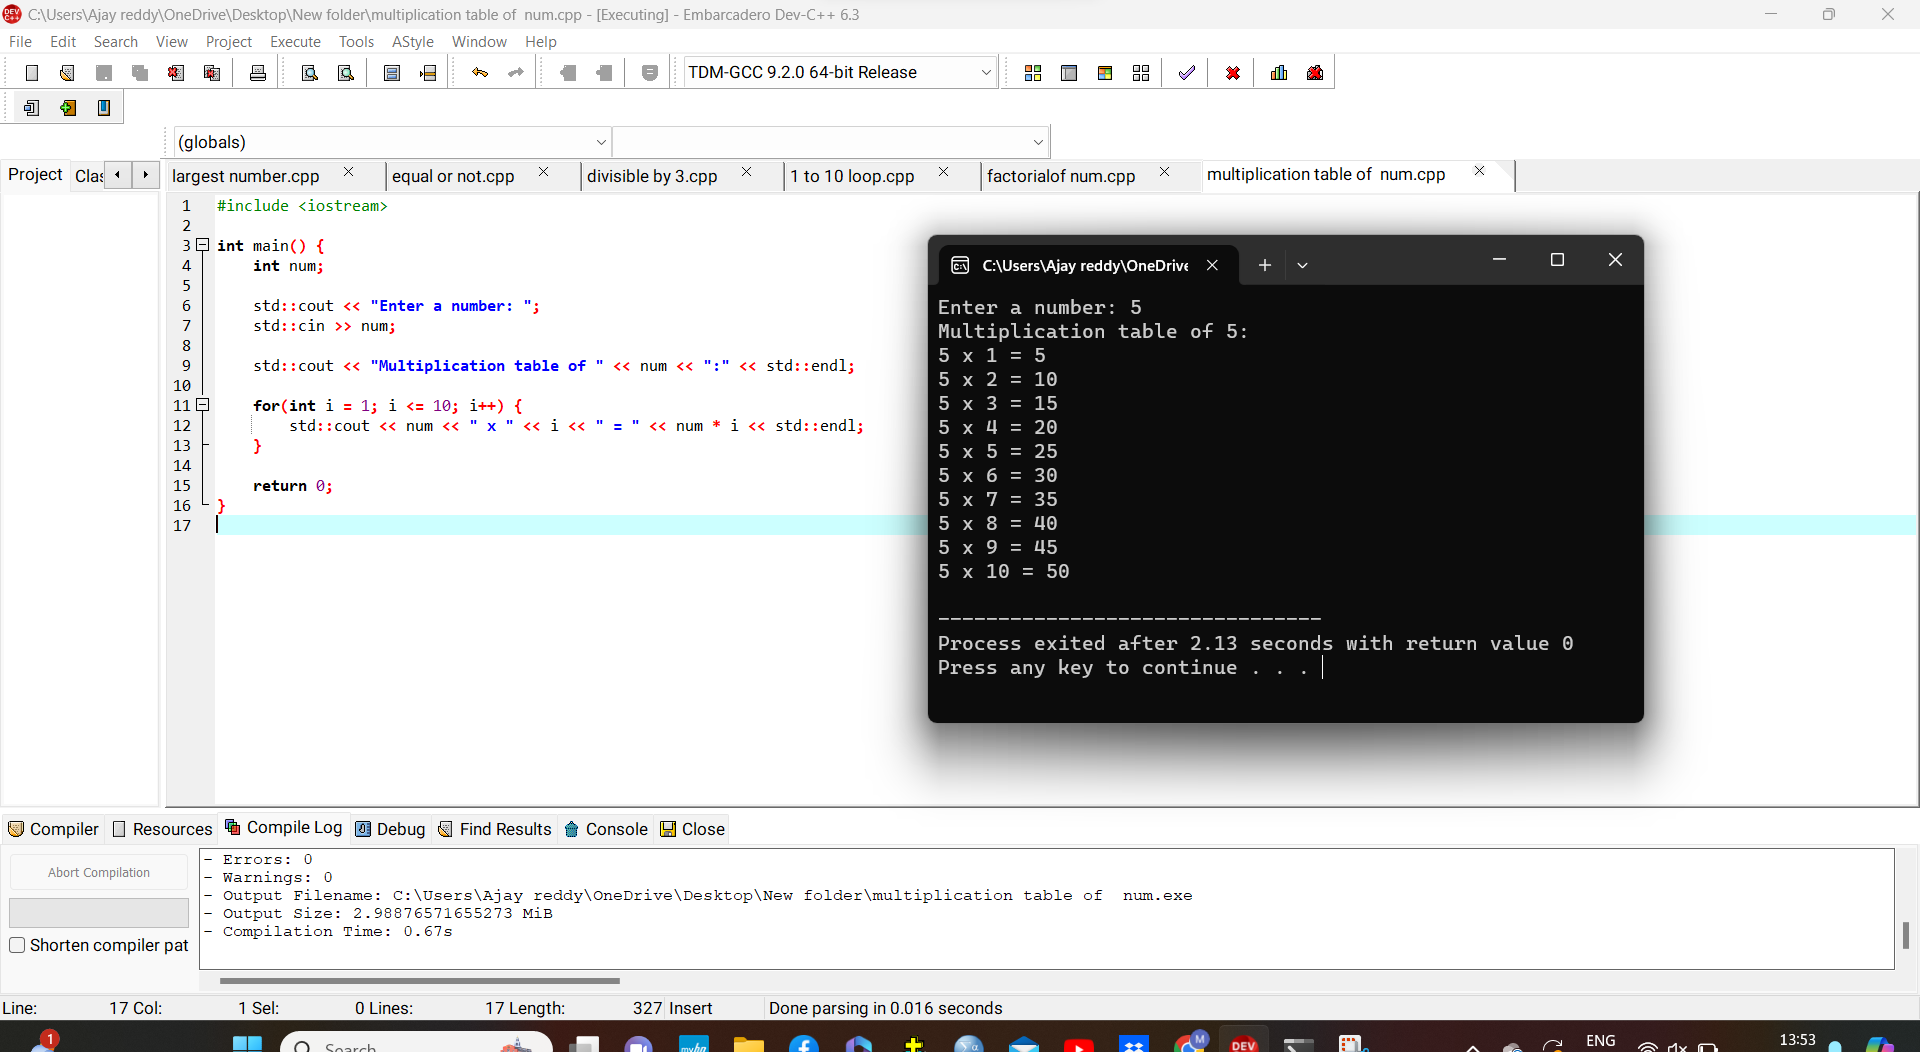 C:\Users\Ajay reddy\OneDrive\Desktop\New folder\multiplication table of  num.cpp - [Executing] - Embarcadero Dev-C++ 6.3
File Edit Search View Project Execute Tools AStyle Window Help
TDM-GCC 9.2.0 64-bit Release
(globals)
Project Clas
largest number.cpp equal or not.cpp divisible by 3.cpp 1 to 10 loop.cpp factorialof num.cpp multiplication table of  num.cpp
1 #include <iostream>
2
3 int main() {
4     int num;
5
6     std::cout << "Enter a number: ";
7     std::cin >> num;
8
9     std::cout << "Multiplication table of " << num << ":" << std::endl;
10
11     for(int i = 1; i <= 10; i++) {
12         std::cout << num << " x " << i << " = " << num * i << std::endl;
13     }
14
15     return 0;
16 }
17
C:\Users\Ajay reddy\OneDrive
Enter a number: 5
Multiplication table of 5:
5 x 1 = 5
5 x 2 = 10
5 x 3 = 15
5 x 4 = 20
5 x 5 = 25
5 x 6 = 30
5 x 7 = 35
5 x 8 = 40
5 x 9 = 45
5 x 10 = 50
--------------------------------
Process exited after 2.13 seconds with return value 0
Press any key to continue . . .
Compiler Resources Compile Log Debug Find Results Console Close
Abort Compilation
Shorten compiler pat
- Errors: 0
- Warnings: 0
- Output Filename: C:\Users\Ajay reddy\OneDrive\Desktop\New folder\multiplication table of  num.exe
- Output Size: 2.98876571655273 MiB
- Compilation Time: 0.67s
Line: 17 Col: 1 Sel: 0 Lines: 17 Length: 327 Insert Done parsing in 0.016 seconds
1 Search myhp M DEV ENG 13:53